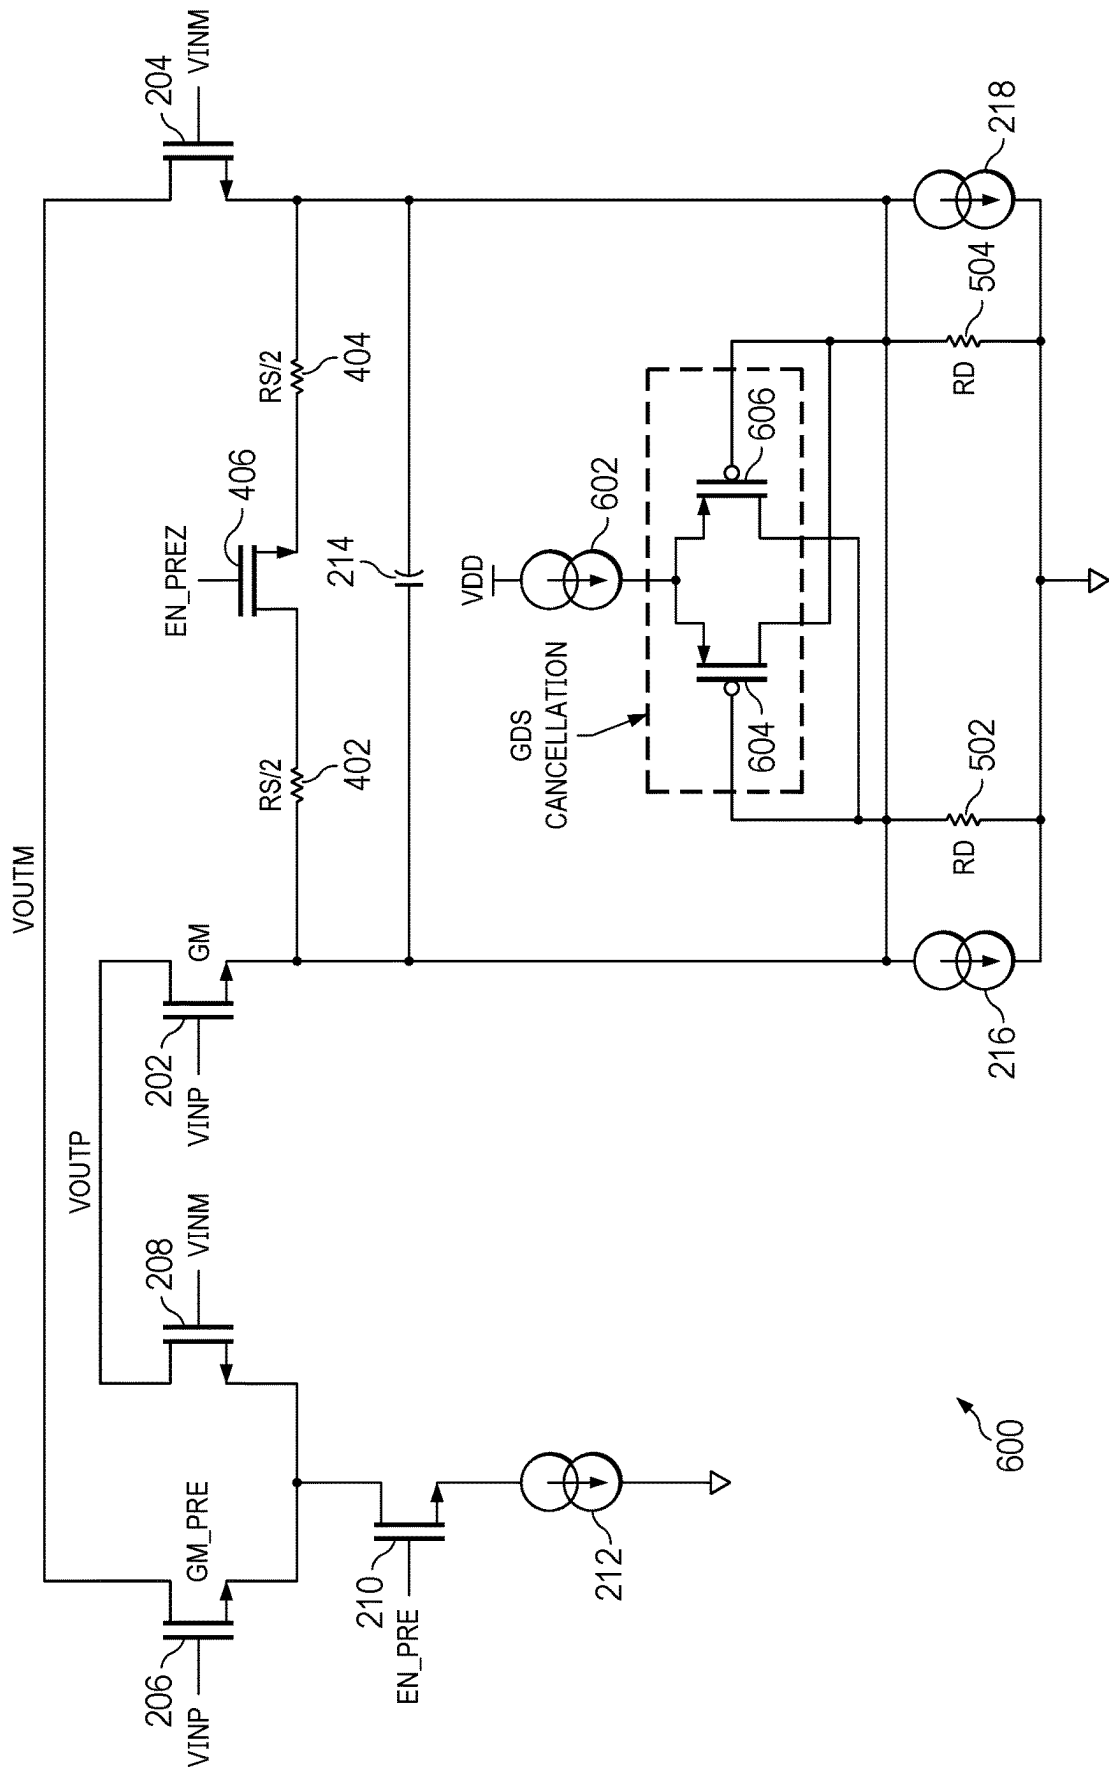 VOUTM
VOUTP
206
VINP
GM_PRE
208
VINM
202
VINP
GM
204
VINM
EN_PREZ
406
RS/2
402
RS/2
404
214
210
EN_PRE
212
VDD
602
GDS
CANCELLATION
604
606
216
RD
502
RD
504
218
600